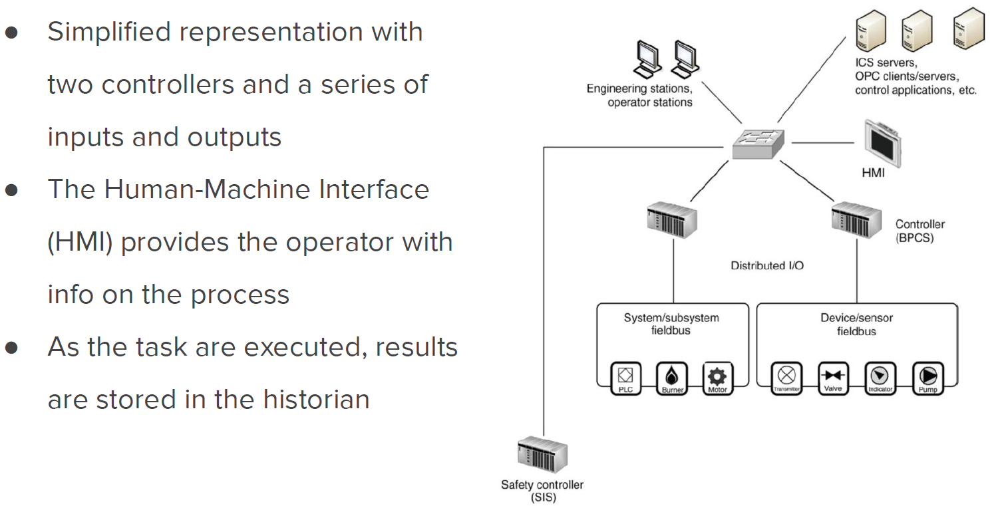 ● Simplified representation with
two controllers and a series of
inputs and outputs
● The Human-Machine Interface
(HMI) provides the operator with
info on the process
● As the task are executed, results
are stored in the historian
ICS servers,
OPC clients/servers,
control applications, etc.
Engineering stations,
operator stations
HMI
Controller
(BPCS)
Distributed I/O
System/subsystem
fieldbus
PLC
Burner
Motor
Device/sensor
fieldbus
Transmitter
Valve
Indicator
Pump
Safety controller
(SIS)